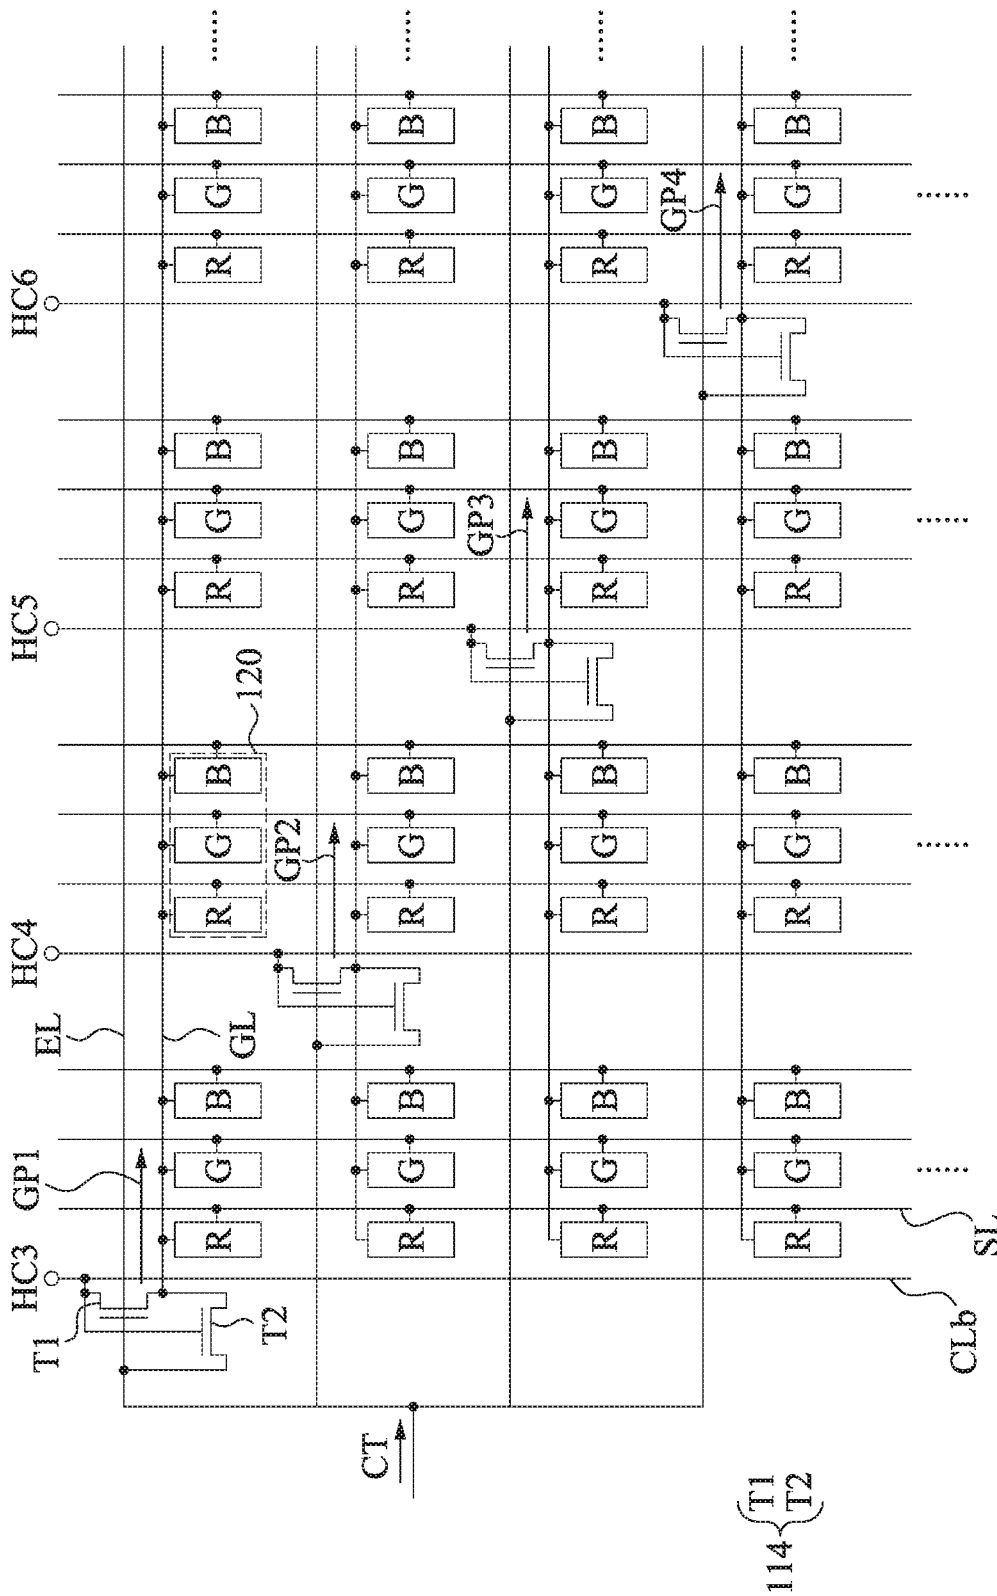 HC3 GP1 HC4 HC5 HC6
T1 EL
R G B R G B R G B R G B ......
GL 120
T2 GP2
CT
R G B R G B R G B R G B ......
GP3
R G B R G B R G B R G B ......
GP4
114 { T1
T2
R G B R G B R G B R G B ......
...... ...... ...... ......
CLb SL